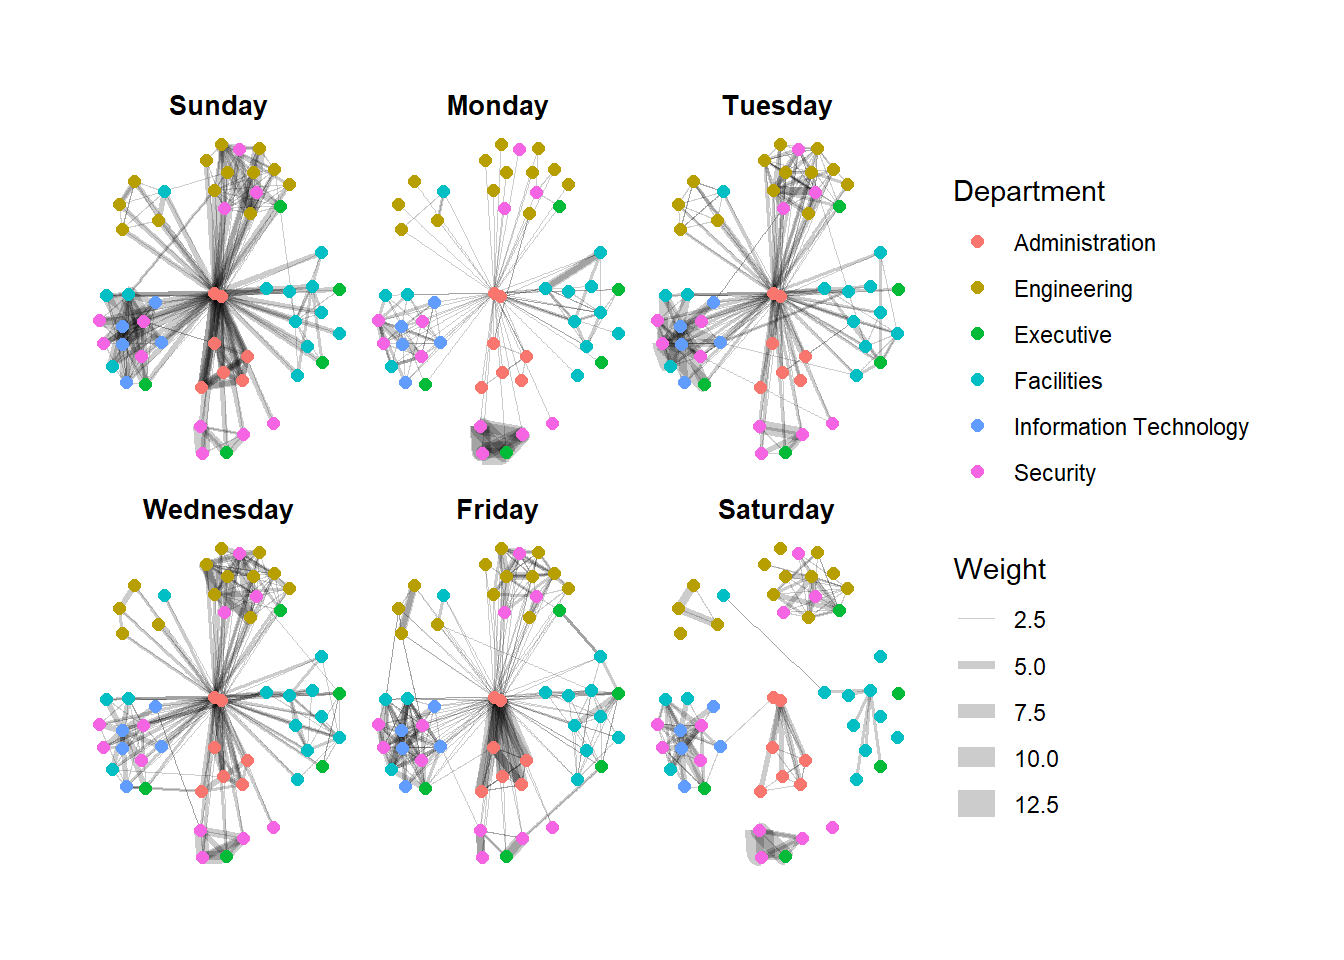 Sunday
Monday
Tuesday
Wednesday
Friday
Saturday
Department
Administration
Engineering
Executive
Facilities
Information Technology
Security
Weight
2.5
5.0
7.5
10.0
12.5